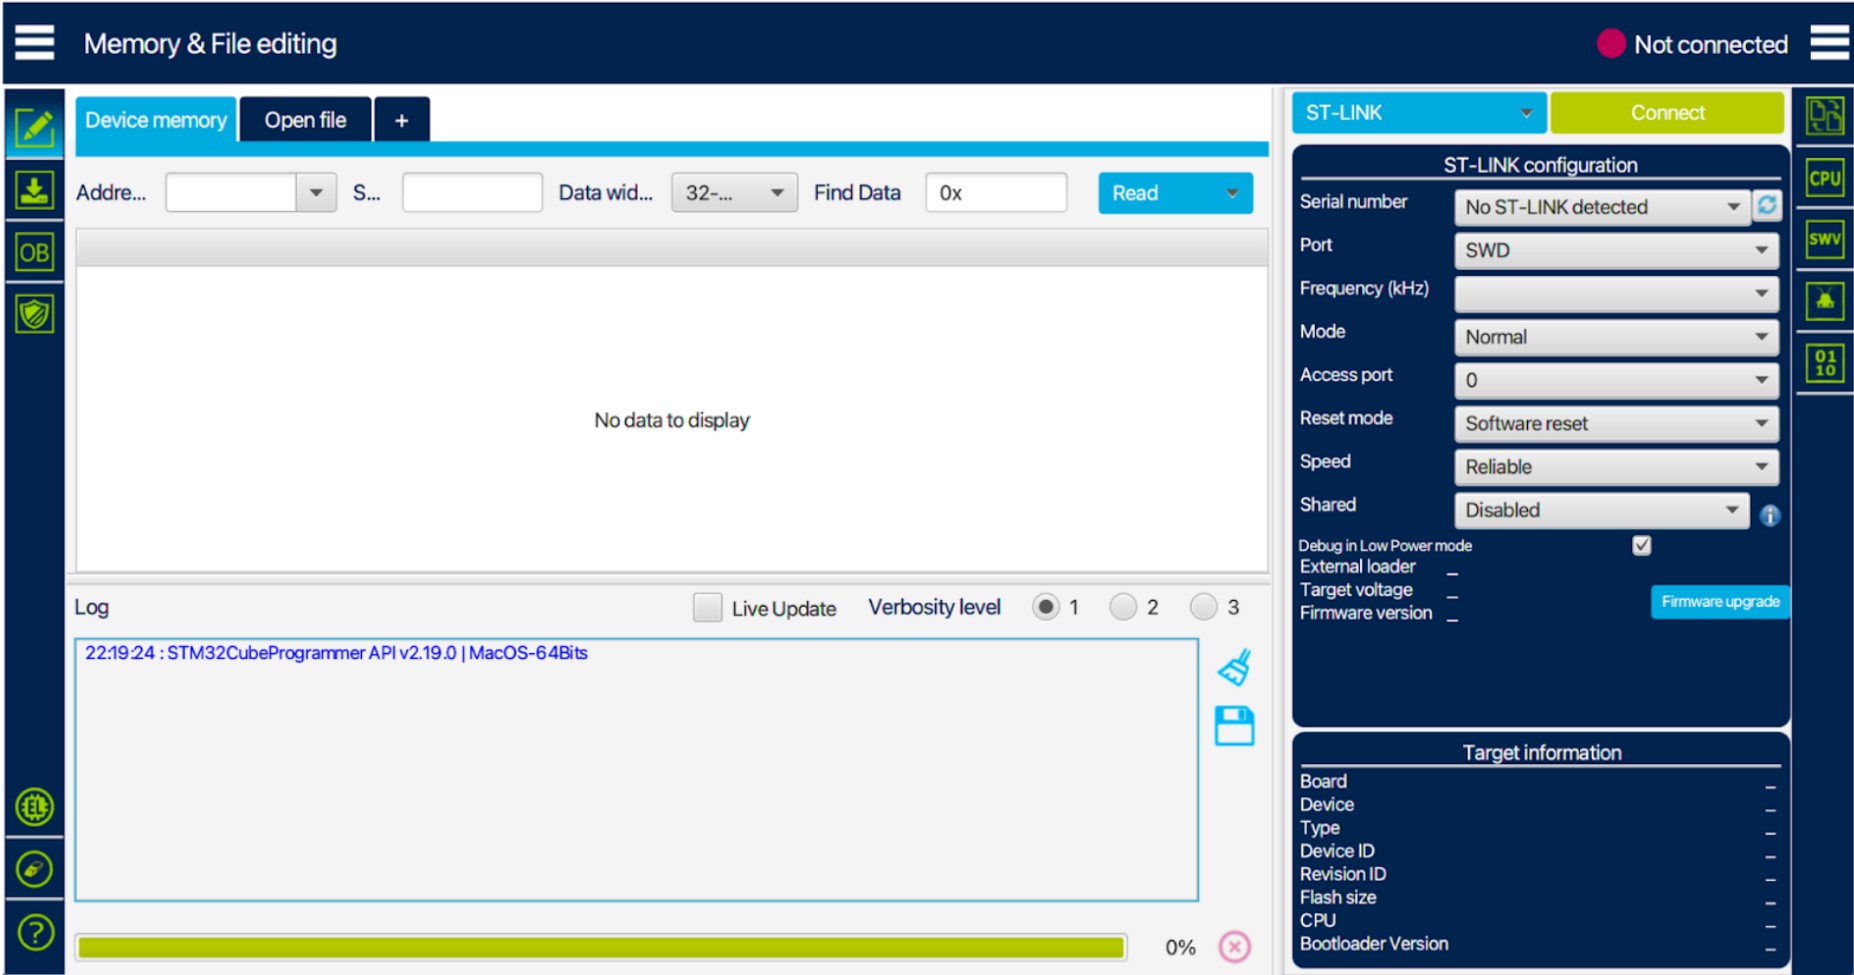 Memory & File editing
Not connected
Device memory
Open file
+
ST-LINK
Connect
Addre...
S...
Data wid...
32-...
Find Data
0x
Read
No data to display
Log
Live Update
Verbosity level
1
2
3
22:19:24 : STM32CubeProgrammer API v2.19.0 | MacOS-64Bits
0%
ST-LINK configuration
Serial number
No ST-LINK detected
Port
SWD
Frequency (kHz)
Mode
Normal
Access port
0
Reset mode
Software reset
Speed
Reliable
Shared
Disabled
Debug in Low Power mode
External loader _
Target voltage _
Firmware version _
Firmware upgrade
Target information
Board _
Device _
Type _
Device ID _
Revision ID _
Flash size _
CPU _
Bootloader Version _
OB
EL
?
CPU
SWV
01
10